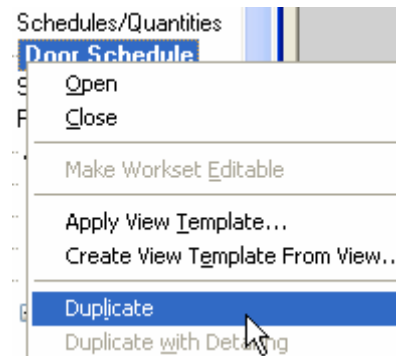 Schedules/Quantities
Door Schedule
S
Open
F
Close
Make Workset Editable
Apply View Template...
Create View Template From View..
Duplicate
Duplicate with Detailing